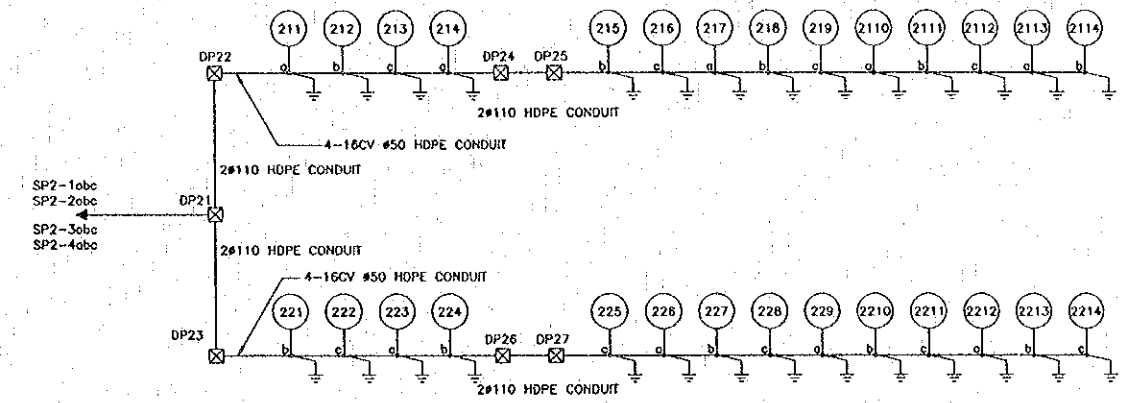 211 212 213 214 215 216 217 218 219 2110 2111 2112 2113 2114
DP22 DP24 DP25
a b c a b c a b c a b c a b
2ø110 HDPE CONDUIT
4-16CV ø50 HDPE CONDUIT
2ø110 HDPE CONDUIT
SP2-1abc
SP2-2abc
DP21
SP2-3abc
SP2-4abc
2ø110 HDPE CONDUIT
4-16CV ø50 HDPE CONDUIT
221 222 223 224 225 226 227 228 229 2210 2211 2212 2213 2214
DP23 DP26 DP27
b c a b c a b c a b c a b c
2ø110 HDPE CONDUIT